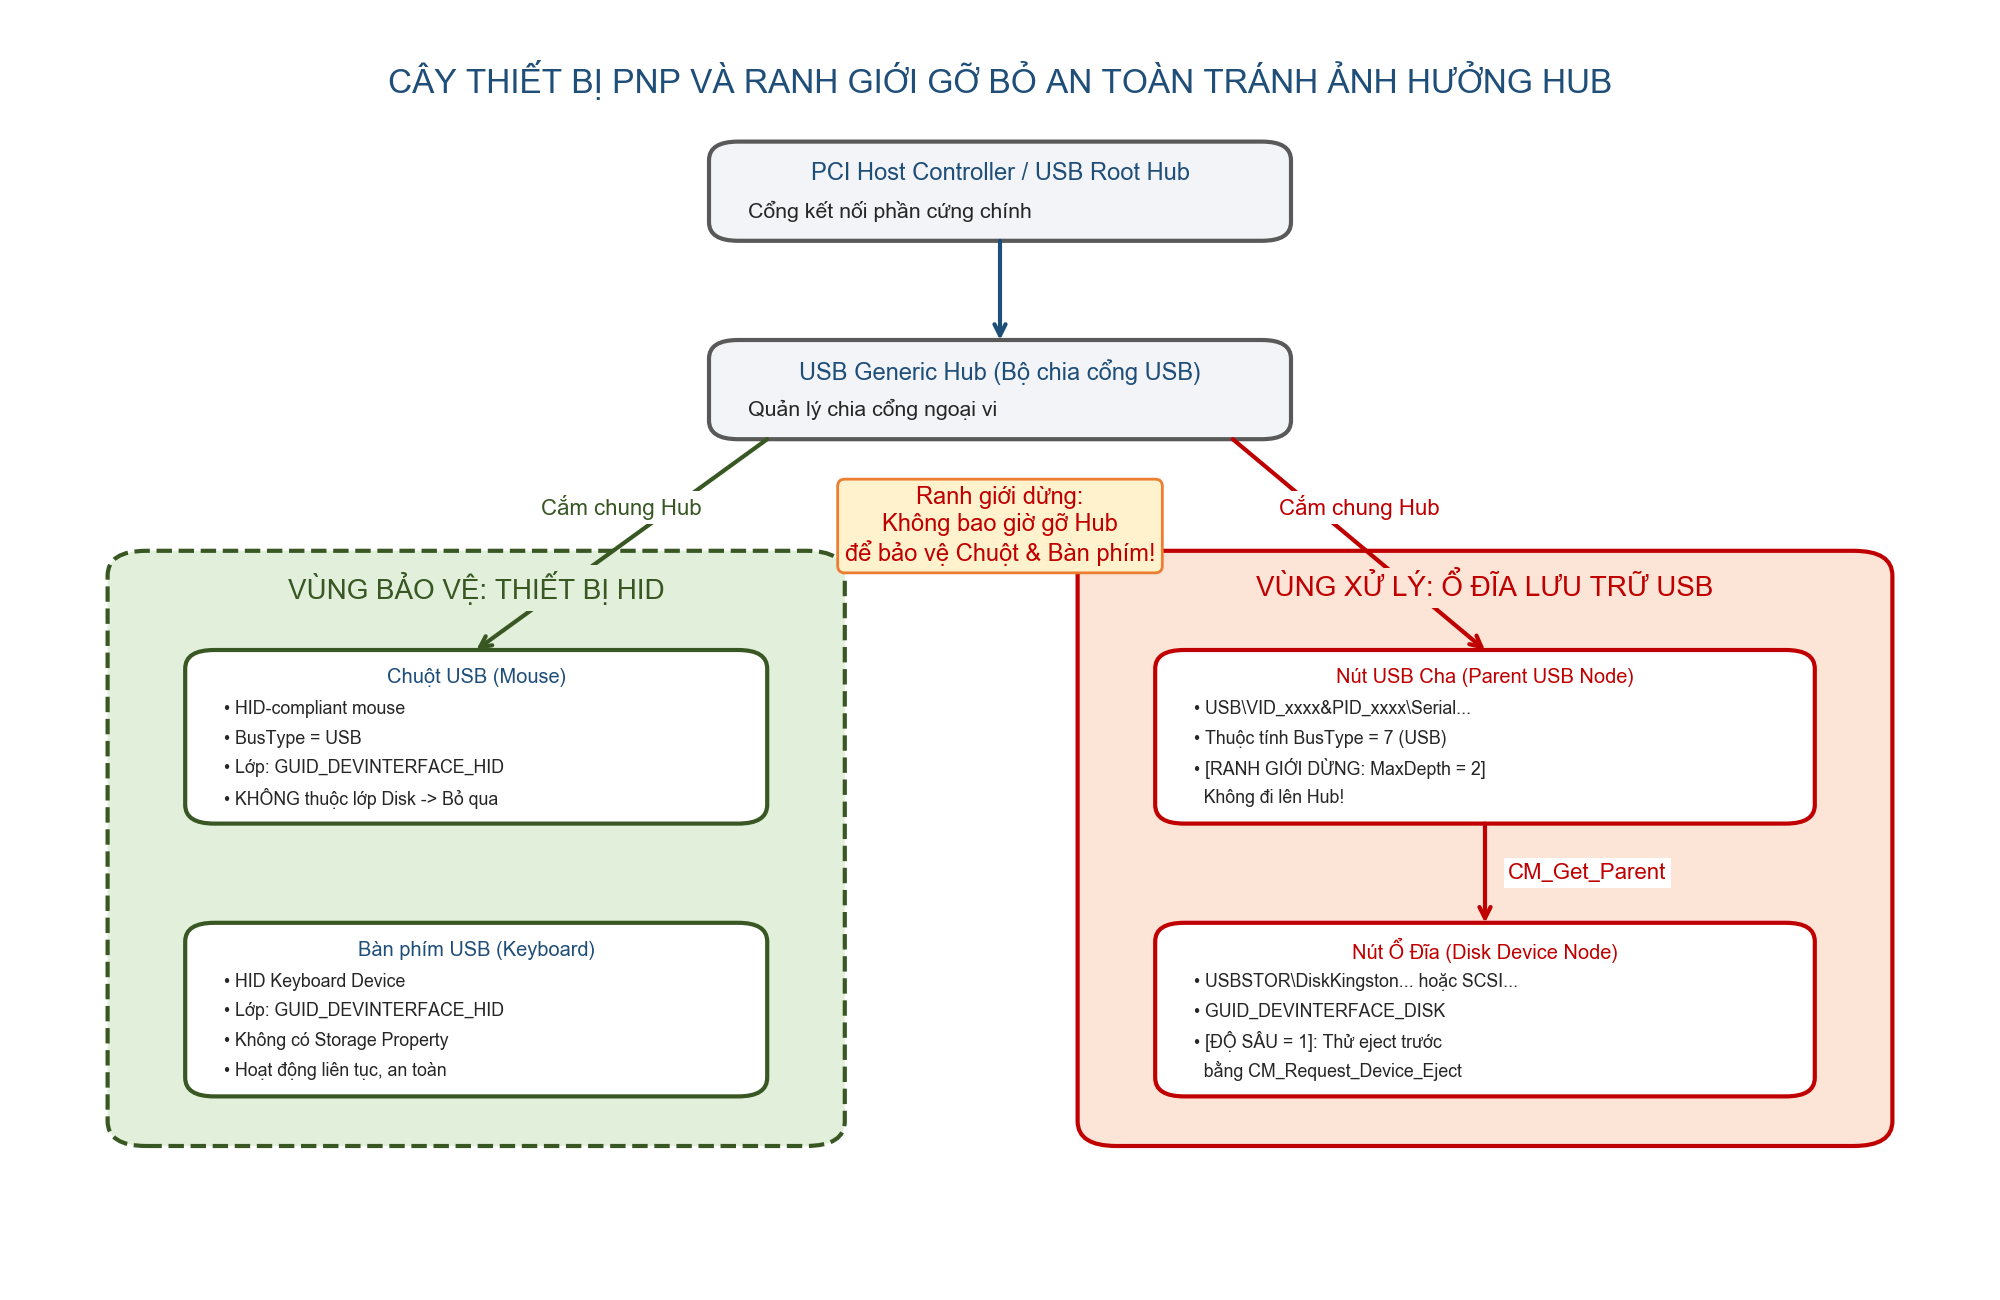 CÂY THIẾT BỊ PNP VÀ RANH GIỚI GỠ BỎ AN TOÀN TRÁNH ẢNH HƯỞNG HUB
PCI Host Controller / USB Root Hub
Cổng kết nối phần cứng chính
USB Generic Hub (Bộ chia cổng USB)
Quản lý chia cổng ngoại vi
Cắm chung Hub
Ranh giới dừng:
Không bao giờ gỡ Hub
để bảo vệ Chuột & Bàn phím!
Cắm chung Hub
VÙNG BẢO VỆ: THIẾT BỊ HID
Chuột USB (Mouse)
• HID-compliant mouse
• BusType = USB
• Lớp: GUID_DEVINTERFACE_HID
• KHÔNG thuộc lớp Disk -> Bỏ qua
Bàn phím USB (Keyboard)
• HID Keyboard Device
• Lớp: GUID_DEVINTERFACE_HID
• Không có Storage Property
• Hoạt động liên tục, an toàn
VÙNG XỬ LÝ: Ổ ĐĨA LƯU TRỮ USB
Nút USB Cha (Parent USB Node)
• USB\VID_xxxx&PID_xxxx\Serial...
• Thuộc tính BusType = 7 (USB)
• [RANH GIỚI DỪNG: MaxDepth = 2]
Không đi lên Hub!
CM_Get_Parent
Nút Ổ Đĩa (Disk Device Node)
• USBSTOR\DiskKingston... hoặc SCSI...
• GUID_DEVINTERFACE_DISK
• [ĐỘ SÂU = 1]: Thử eject trước
bằng CM_Request_Device_Eject